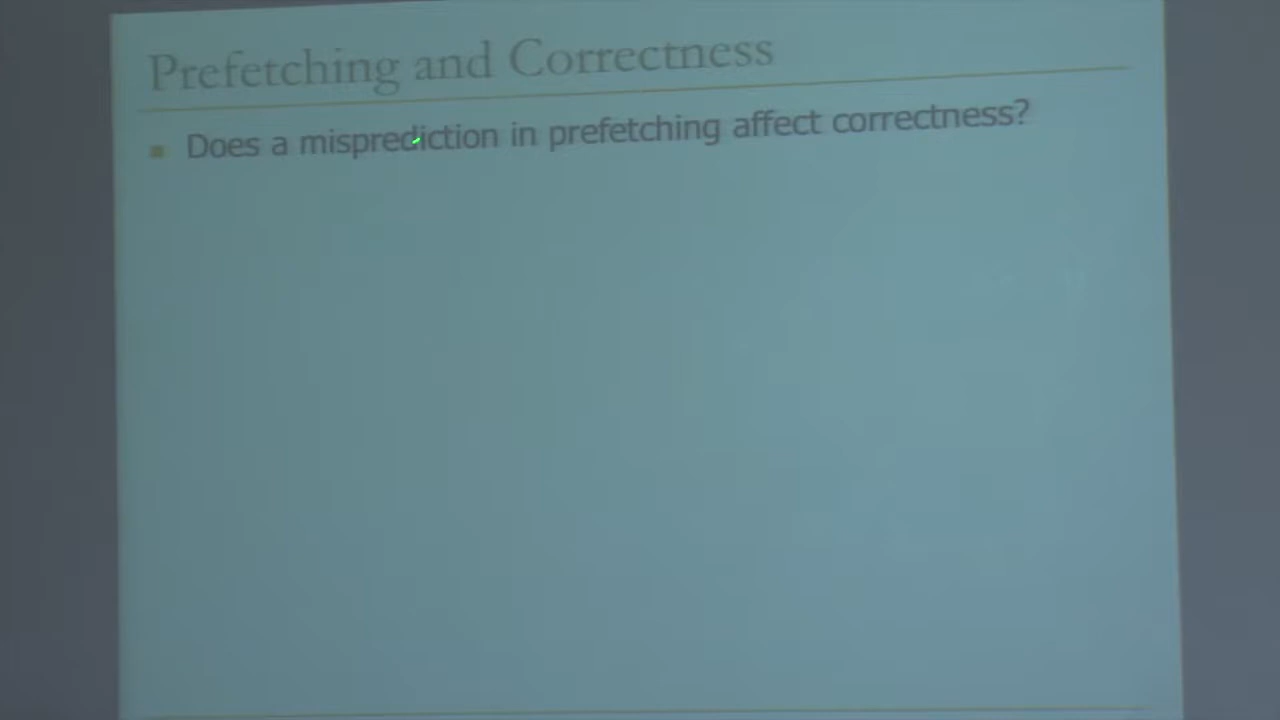 Prefetching and Correctness
Does a misprediction in prefetching affect correctness?